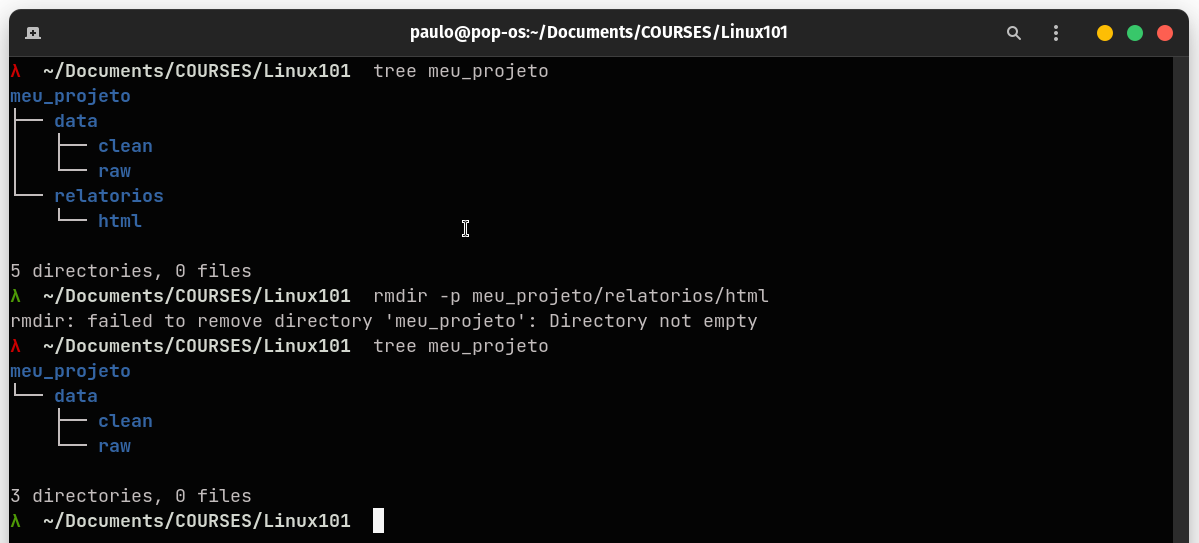 paulo@pop-os:~/Documents/COURSES/Linux101
λ  ~/Documents/COURSES/Linux101  tree meu_projeto
meu_projeto
├── data
│   ├── clean
│   └── raw
└── relatorios
    └── html
5 directories, 0 files
λ  ~/Documents/COURSES/Linux101  rmdir -p meu_projeto/relatorios/html
rmdir: failed to remove directory 'meu_projeto': Directory not empty
λ  ~/Documents/COURSES/Linux101  tree meu_projeto
meu_projeto
└── data
    ├── clean
    └── raw
3 directories, 0 files
λ  ~/Documents/COURSES/Linux101